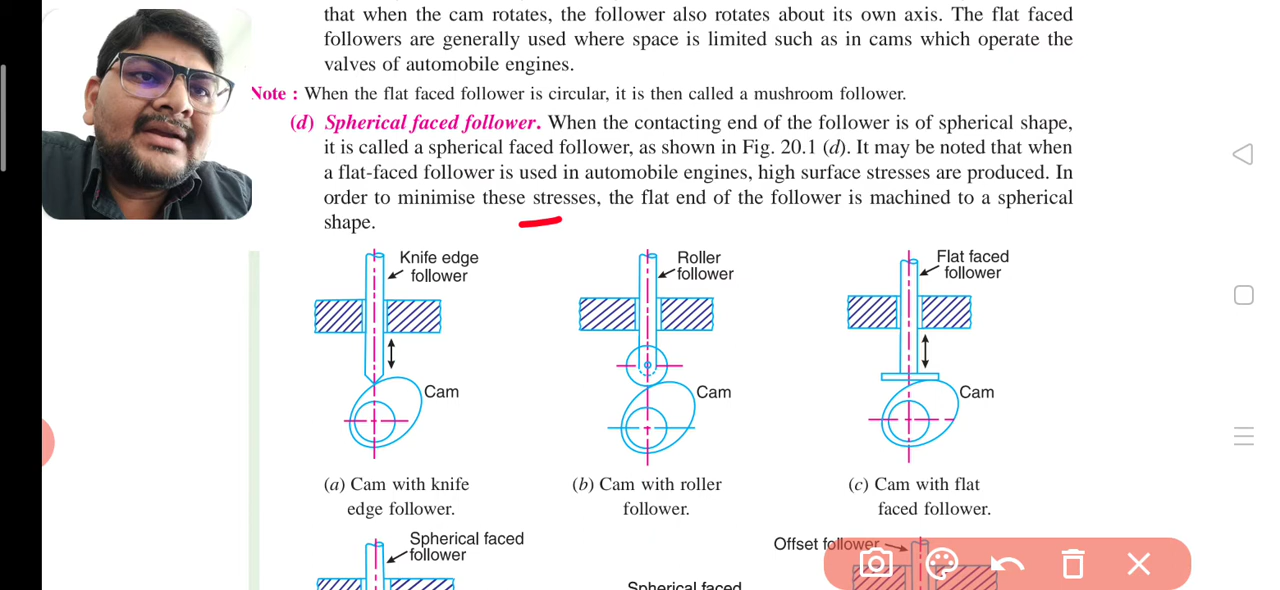 that when the cam rotates, the follower also rotates about its own axis. The flat faced
followers are generally used where space is limited such as in cams which operate the
valves of automobile engines.
Note : When the flat faced follower is circular, it is then called a mushroom follower.
(d) Spherical faced follower. When the contacting end of the follower is of spherical shape,
it is called a spherical faced follower, as shown in Fig. 20.1 (d). It may be noted that when
a flat-faced follower is used in automobile engines, high surface stresses are produced. In
order to minimise these stresses, the flat end of the follower is machined to a spherical
shape.
Knife edge
follower
Cam
(a) Cam with knife
edge follower.
Roller
follower
Cam
(b) Cam with roller
follower.
Flat faced
follower
Cam
(c) Cam with flat
faced follower.
Spherical faced
follower
Spherical faced
Offset follower